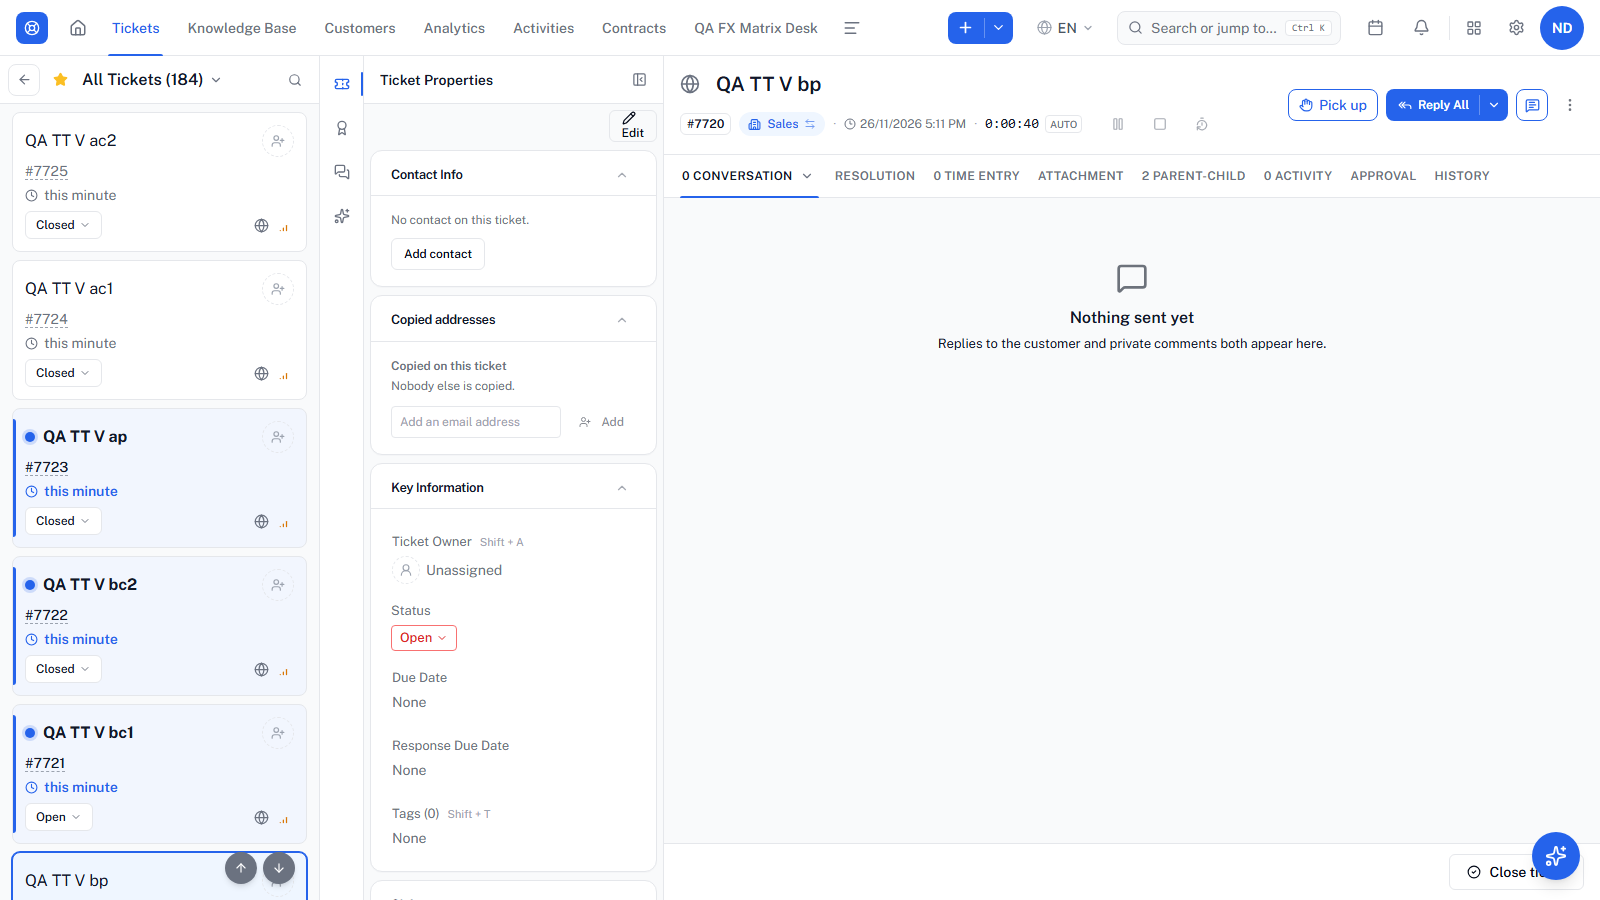 Tickets
Knowledge Base
Customers
Analytics
Activities
Contracts
QA FX Matrix Desk
EN
Search or jump to...
Ctrl K
ND
All Tickets (184)
QA TT V ac2
#7725
this minute
Closed
QA TT V ac1
#7724
this minute
Closed
QA TT V ap
#7723
this minute
Closed
QA TT V bc2
#7722
this minute
Closed
QA TT V bc1
#7721
this minute
Open
QA TT V bp
Ticket Properties
Edit
Contact Info
No contact on this ticket.
Add contact
Copied addresses
Copied on this ticket
Nobody else is copied.
Add an email address
Add
Key Information
Ticket Owner Shift + A
Unassigned
Status
Open
Due Date
None
Response Due Date
None
Tags (0) Shift + T
None
QA TT V bp
#7720
Sales
· 26/11/2026 5:11 PM · 0:00:40 AUTO
Pick up
Reply All
0 CONVERSATION
RESOLUTION
0 TIME ENTRY
ATTACHMENT
2 PARENT-CHILD
0 ACTIVITY
APPROVAL
HISTORY
Nothing sent yet
Replies to the customer and private comments both appear here.
Close